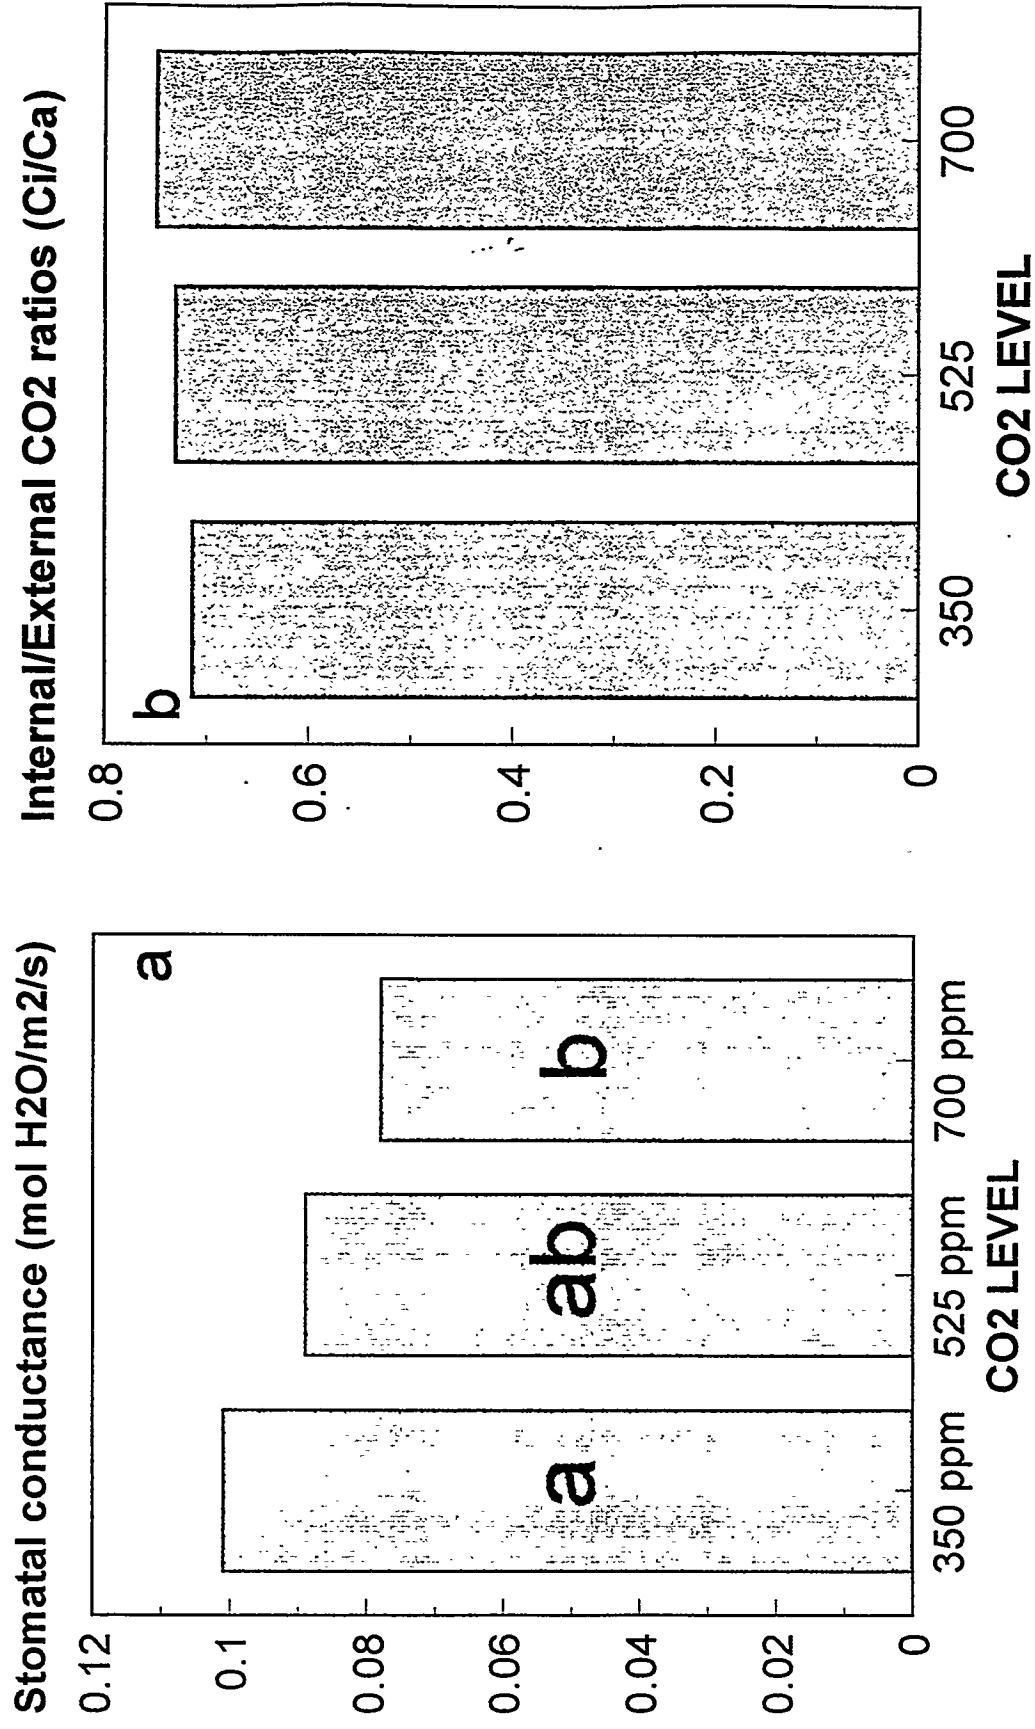 Stomatal conductance (mol H2O/m2/s)
0.12
0.1
0.08
0.06
0.04
0.02
0
a
a
ab
b
350 ppm 525 ppm 700 ppm
CO2 LEVEL
Internal/External CO2 ratios (Ci/Ca)
0.8
0.6
0.4
0.2
0
b
350 525 700
CO2 LEVEL